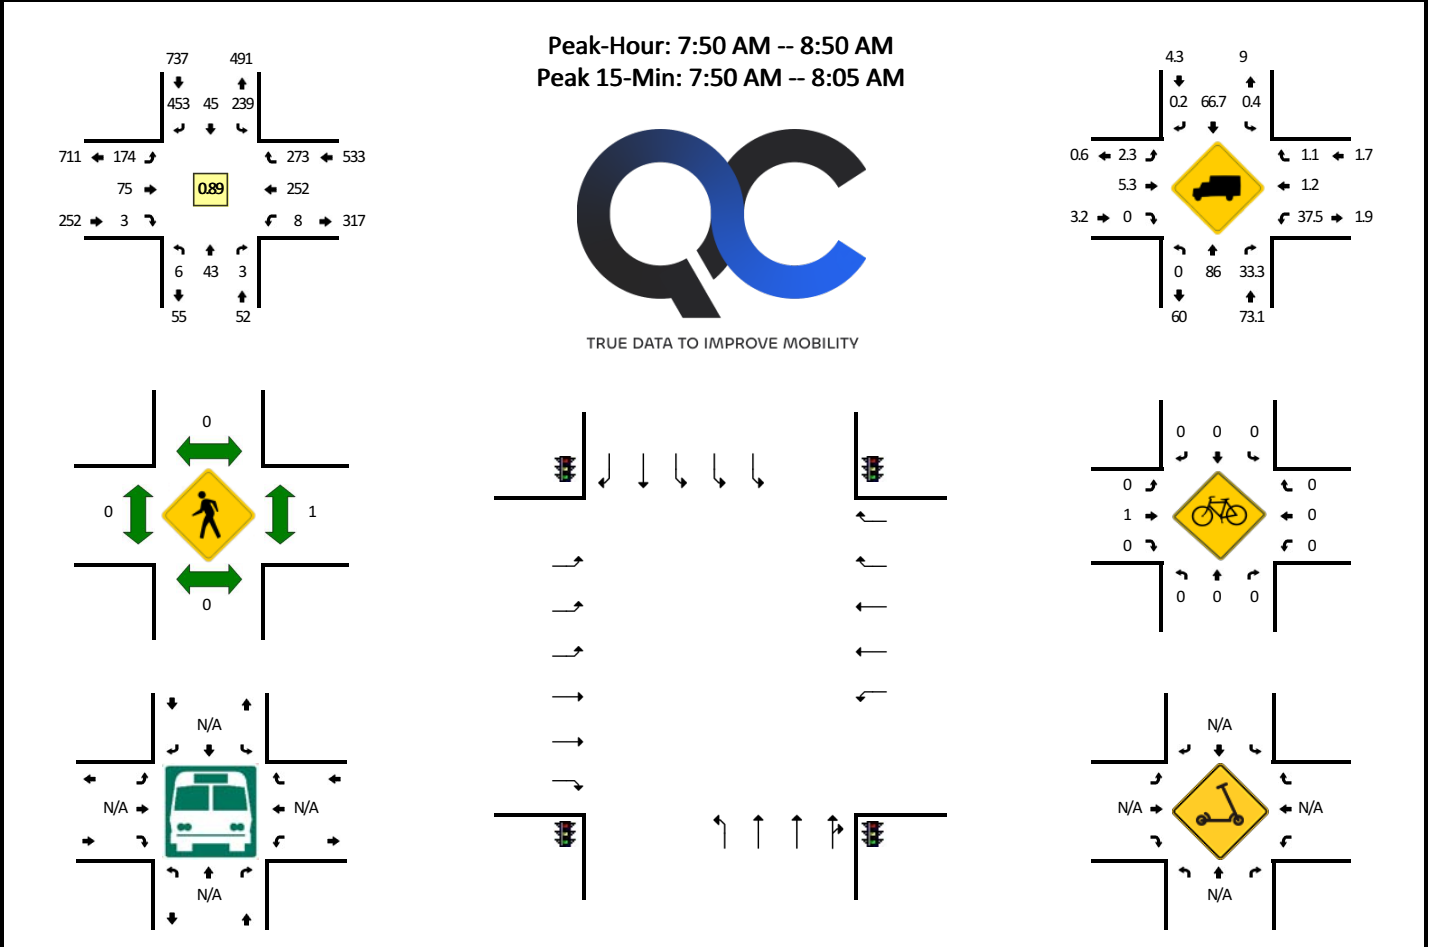 Peak-Hour: 7:50 AM -- 8:50 AM
Peak 15-Min: 7:50 AM -- 8:05 AM
737 491
453 45 239
711 174 273 533
75 0.89 252
252 3 8 317
6 43 3
55 52
QC
TRUE DATA TO IMPROVE MOBILITY
4.3 9
0.2 66.7 0.4
0.6 2.3 1.1 1.7
5.3 1.2
3.2 0 37.5 1.9
0 86 33.3
60 73.1
0
0 1
0
0 0 0
0 0
1 0
0 0
0 0 0
N/A
N/A N/A
N/A
N/A
N/A N/A
N/A